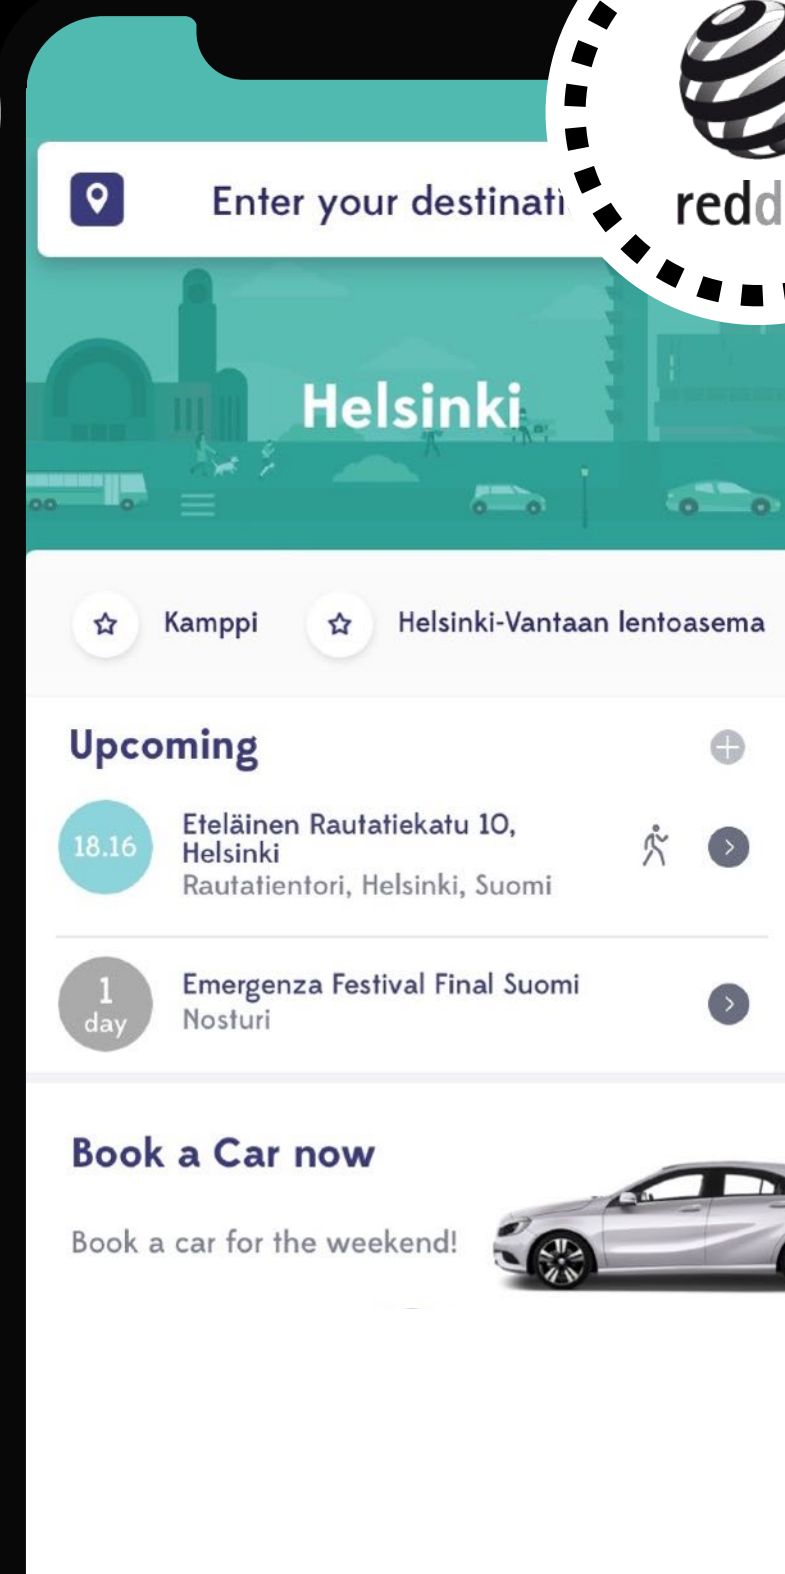 redd
Enter your destinati
Helsinki
Kamppi
Helsinki-Vantaan lentoasema
Upcoming
18.16
Eteläinen Rautatiekatu 10,
Helsinki
Rautatientori, Helsinki, Suomi
1
day
Emergenza Festival Final Suomi
Nosturi
Book a Car now
Book a car for the weekend!